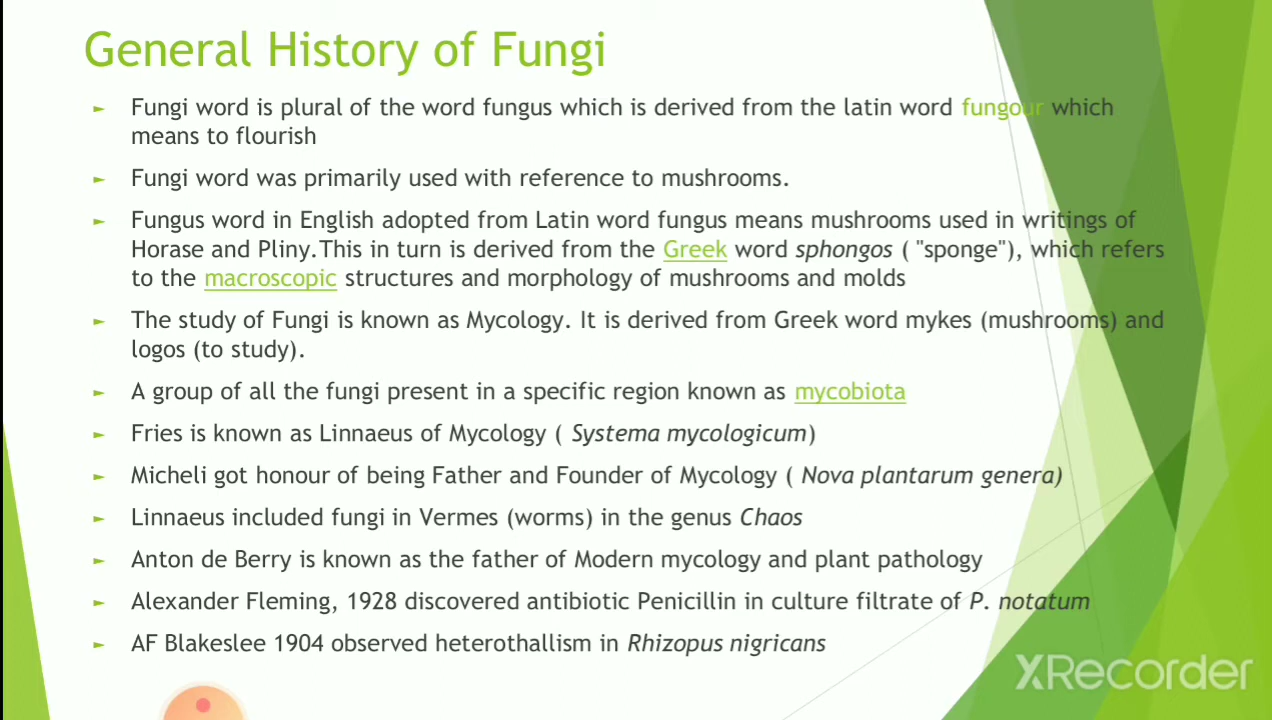 General History of Fungi
► Fungi word is plural of the word fungus which is derived from the latin word fungour which
means to flourish
► Fungi word was primarily used with reference to mushrooms.
► Fungus word in English adopted from Latin word fungus means mushrooms used in writings of
Horase and Pliny.This in turn is derived from the Greek word sphongos ( "sponge"), which refers
to the macroscopic structures and morphology of mushrooms and molds
► The study of Fungi is known as Mycology. It is derived from Greek word mykes (mushrooms) and
logos (to study).
► A group of all the fungi present in a specific region known as mycobiota
► Fries is known as Linnaeus of Mycology ( Systema mycologicum)
► Micheli got honour of being Father and Founder of Mycology ( Nova plantarum genera)
► Linnaeus included fungi in Vermes (worms) in the genus Chaos
► Anton de Berry is known as the father of Modern mycology and plant pathology
► Alexander Fleming, 1928 discovered antibiotic Penicillin in culture filtrate of P. notatum
► AF Blakeslee 1904 observed heterothallism in Rhizopus nigricans
XRecorder